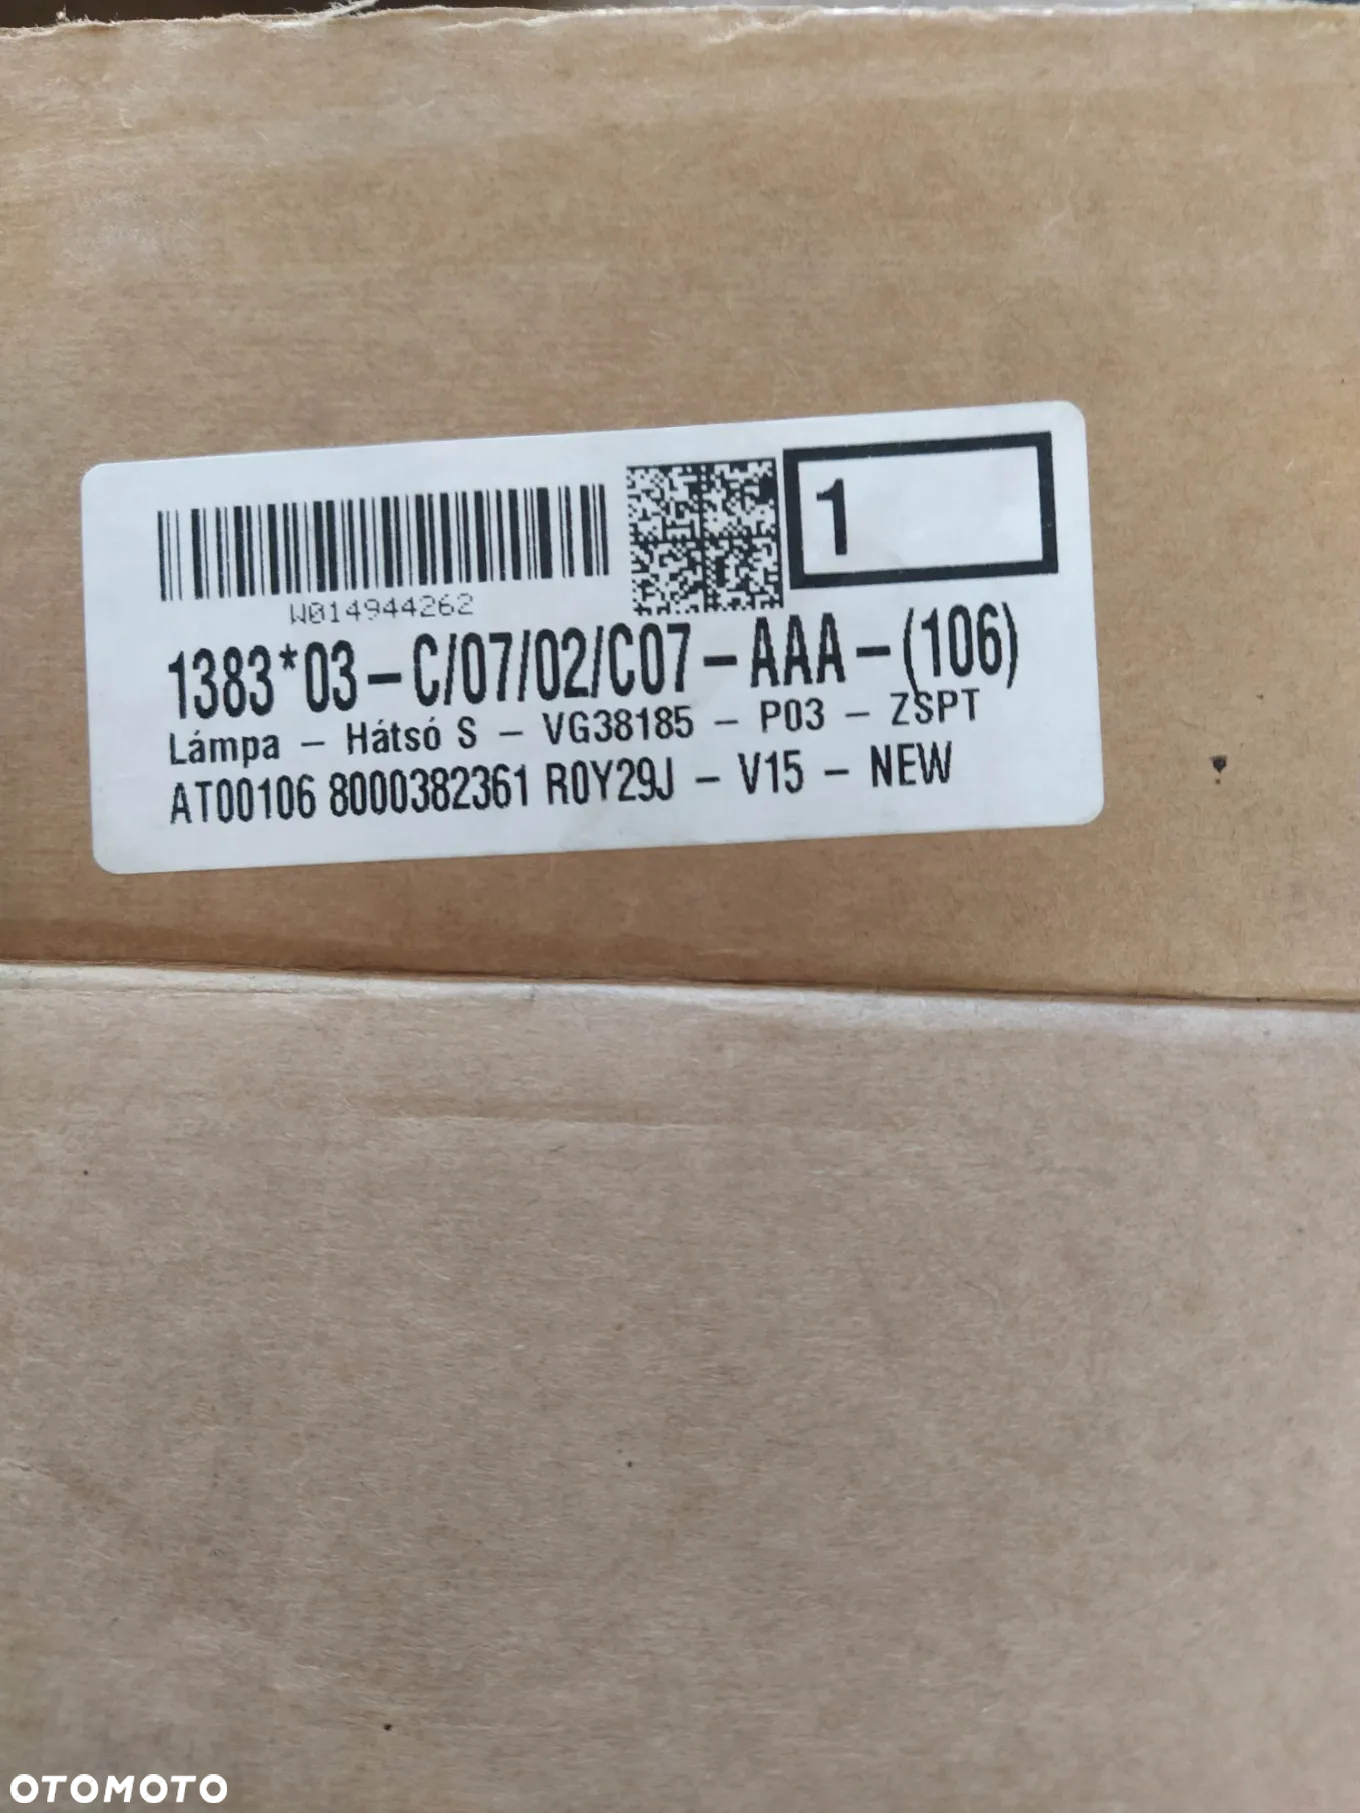 1
W014944262
1383*03-C/07/02/C07-AAA-(106)
Lámpa - Hátsó S - VG38185 - P03 - ZSPT
AT00106 8000382361 R0Y29J - V15 - NEW
OTOMOTO